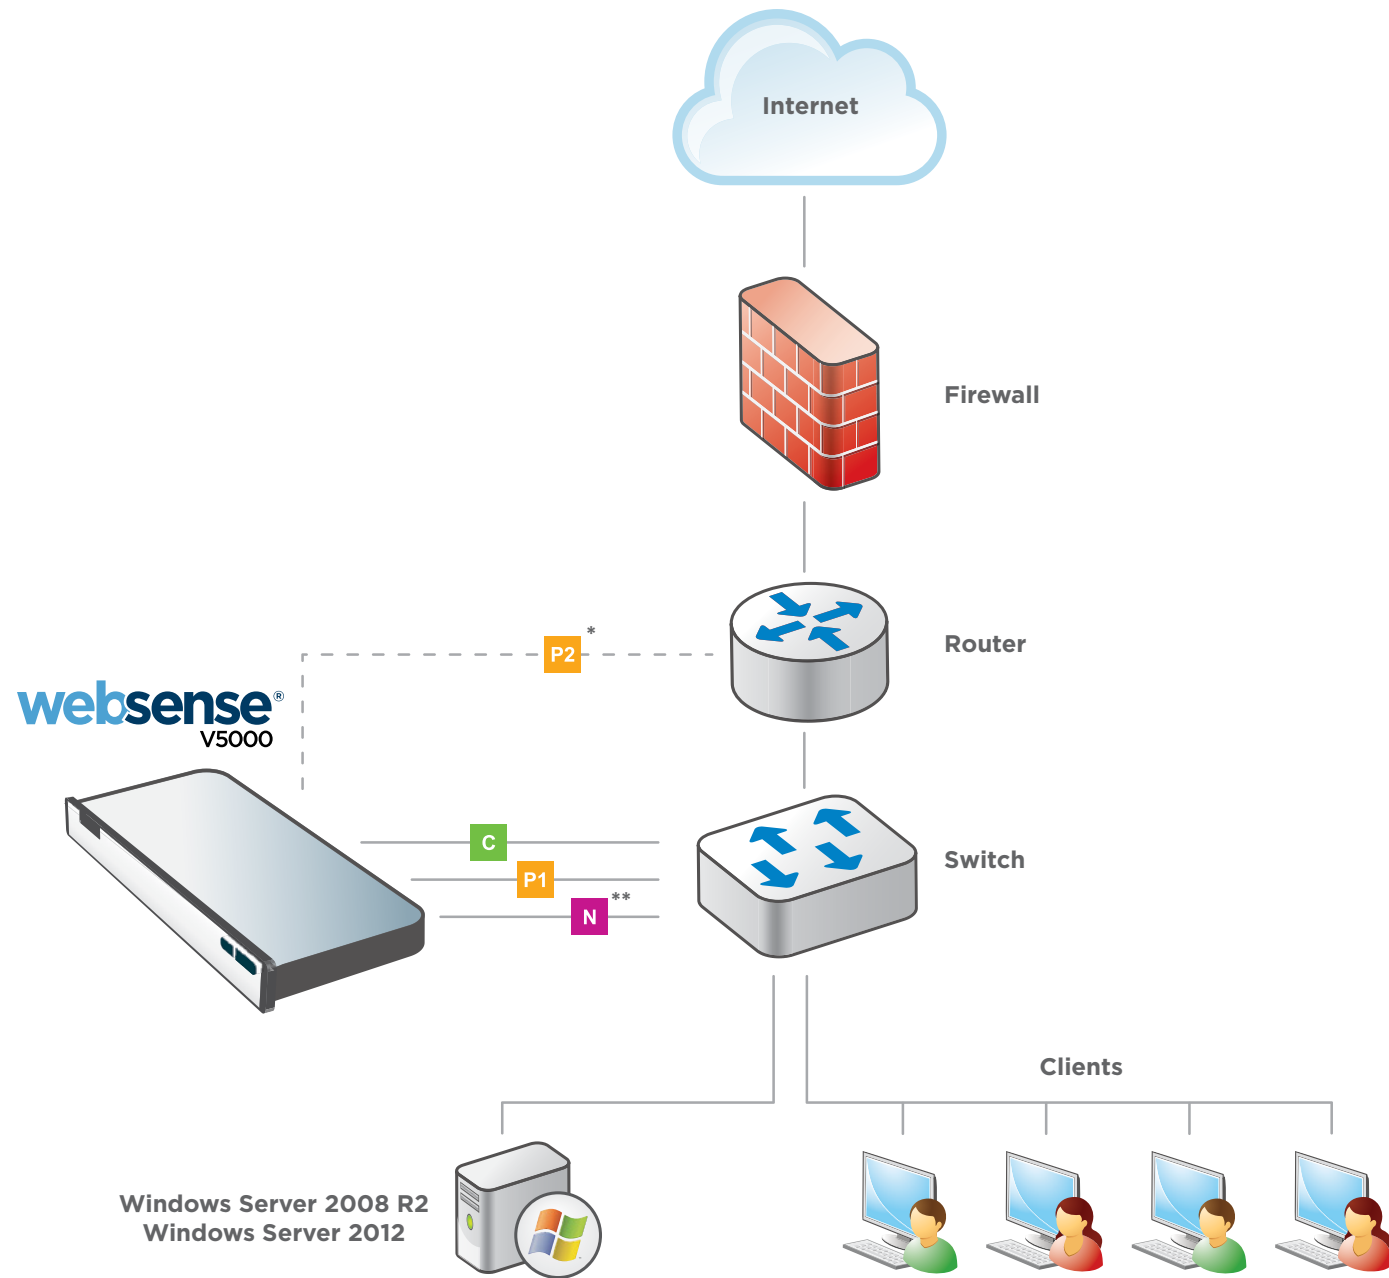 Internet
Firewall
P2 *
Router
websense®
V5000
C
P1
N **
Switch
Clients
Windows Server 2008 R2
Windows Server 2012